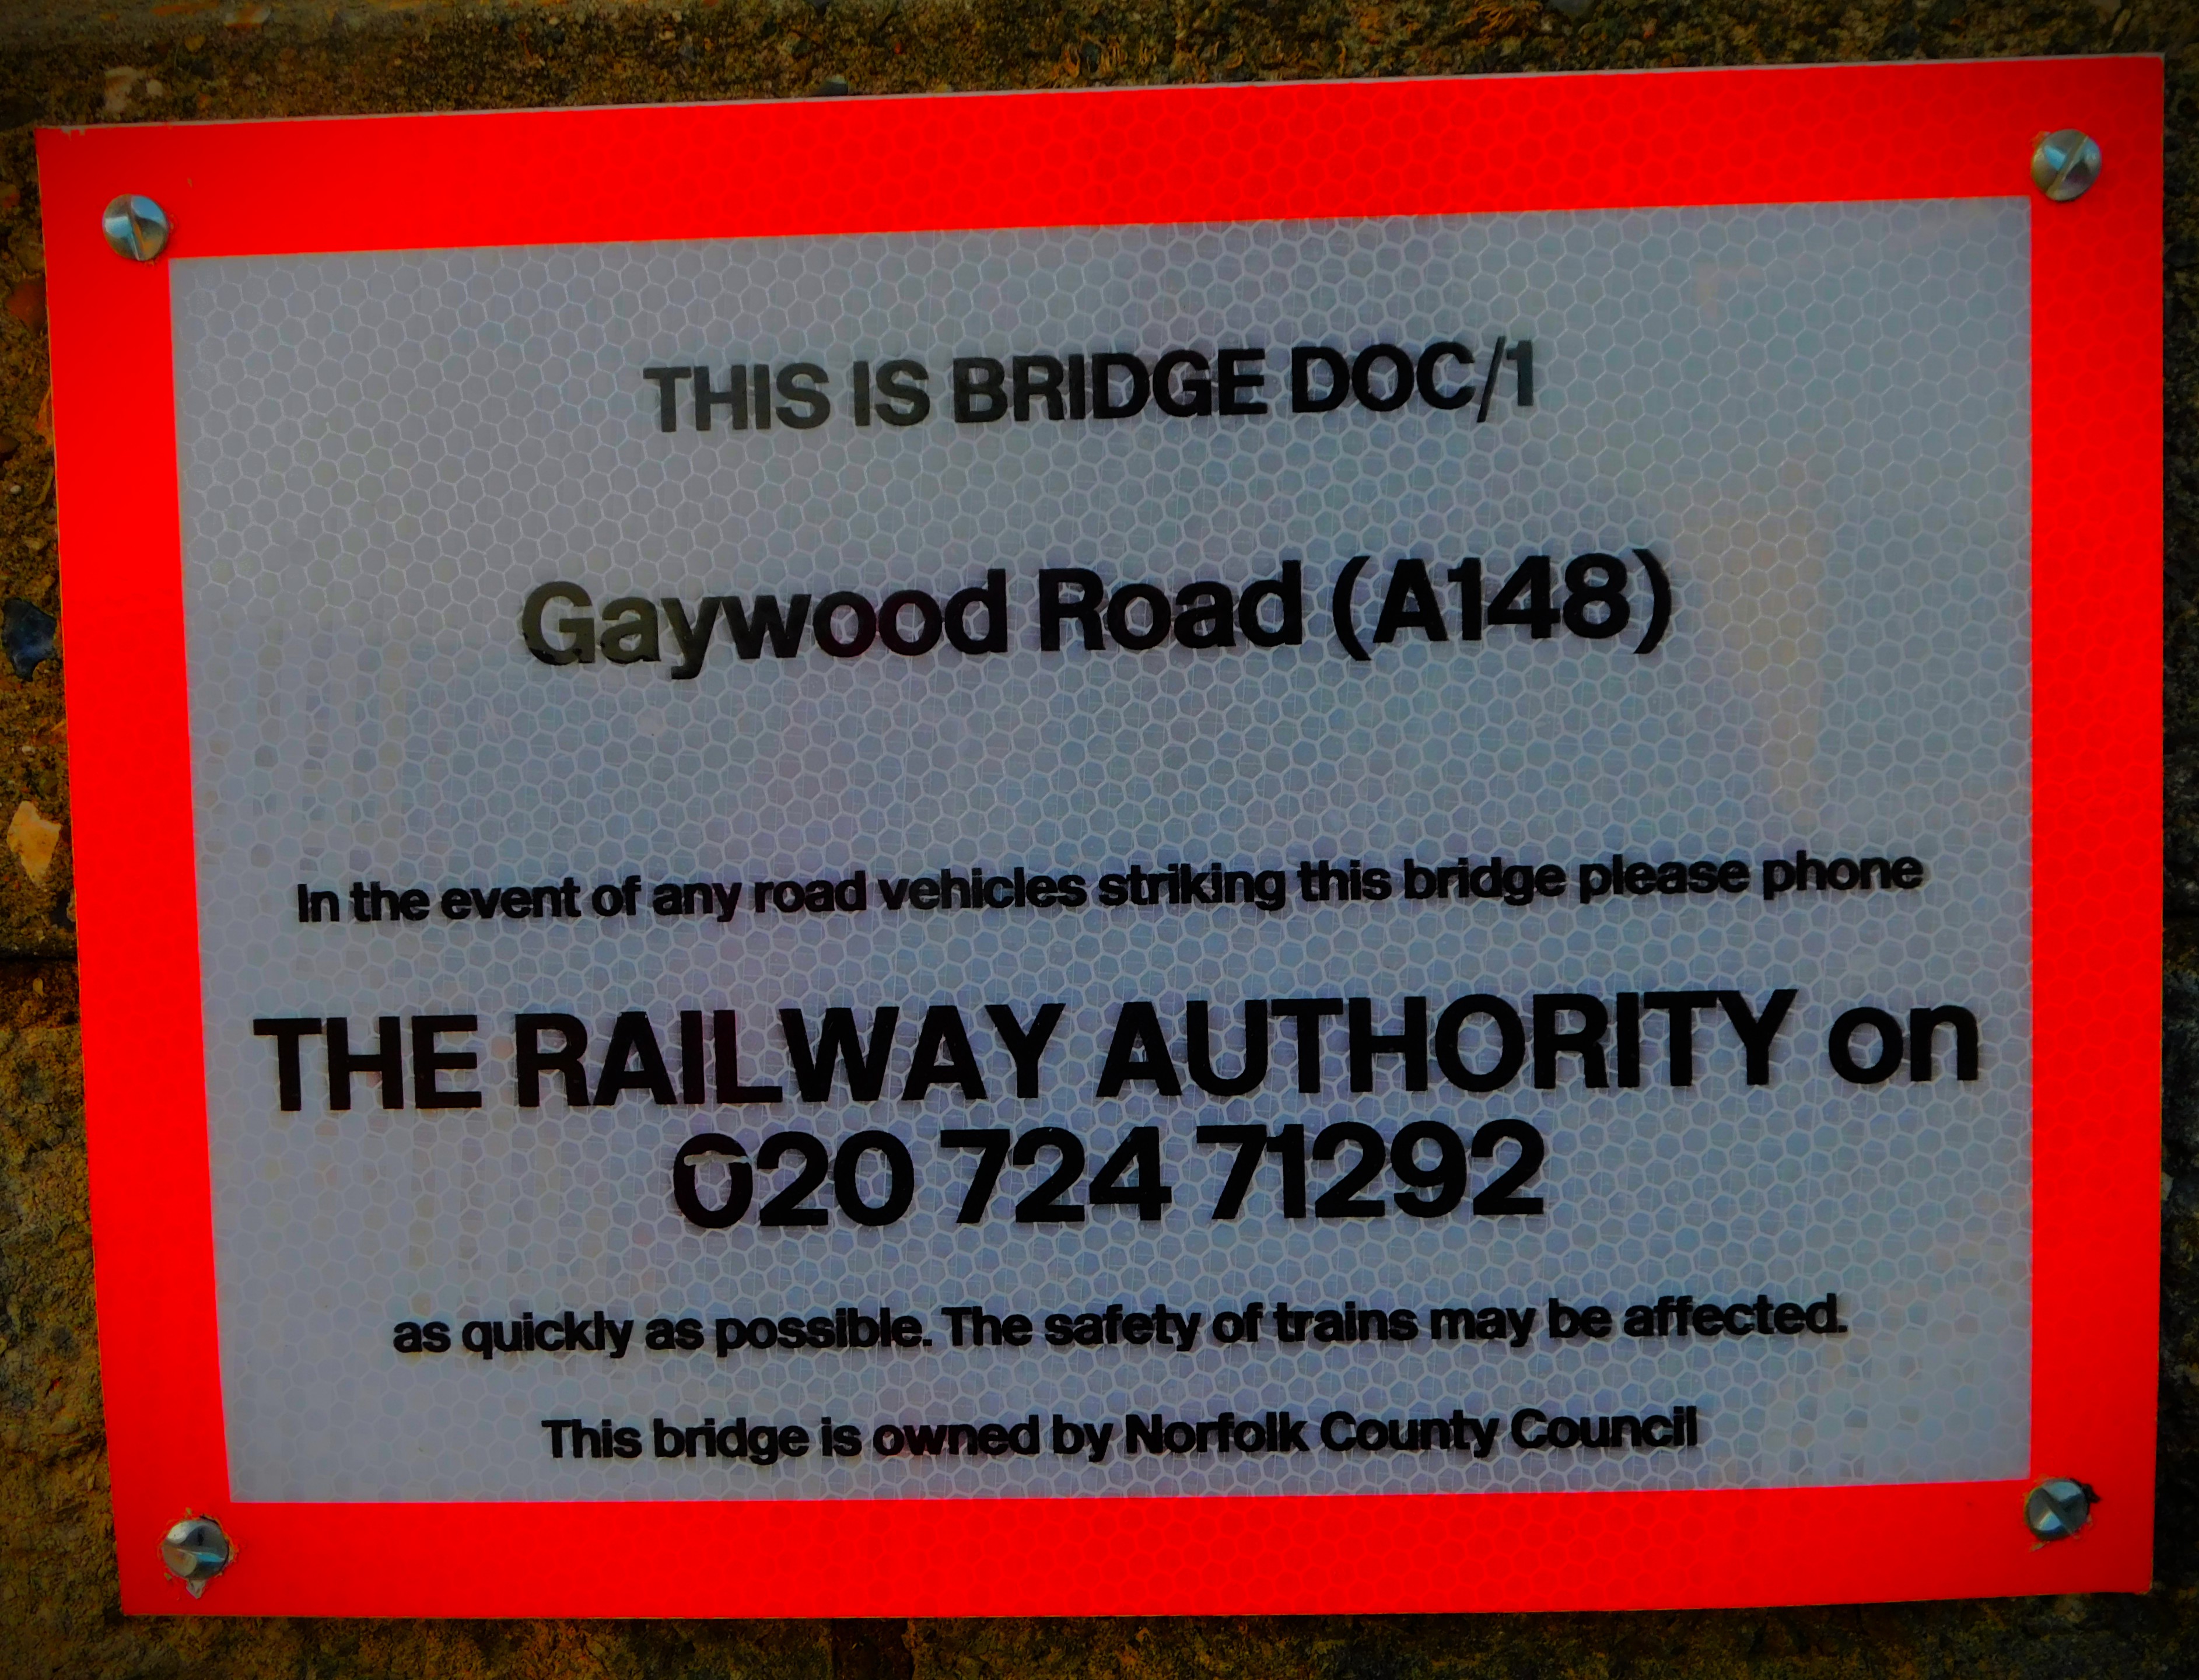 THIS IS BRIDGE DOC/1
Gaywood Road (A148)
In the event of any road vehicles striking this bridge please phone
THE RAILWAY AUTHORITY on
020 724 71292
as quickly as possible. The safety of trains may be affected.
This bridge is owned by Norfolk County Council